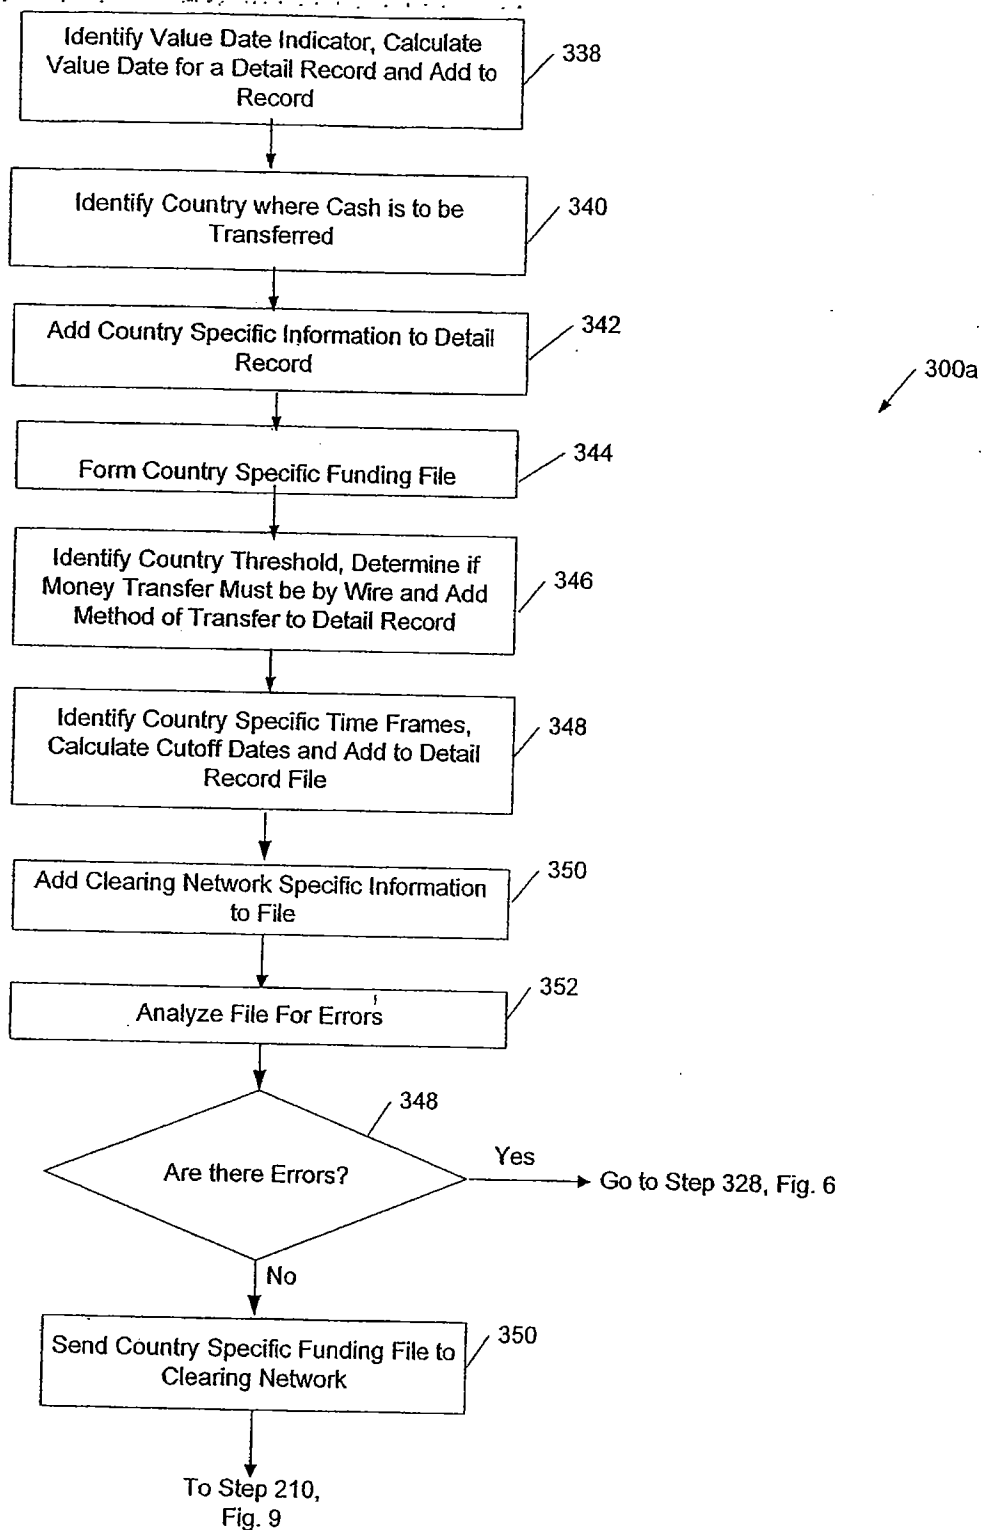 Identify Value Date Indicator, Calculate
Value Date for a Detail Record and Add to
Record
338
Identify Country where Cash is to be
Transferred
340
Add Country Specific Information to Detail
Record
342
300a
Form Country Specific Funding File
344
Identify Country Threshold, Determine if
Money Transfer Must be by Wire and Add
Method of Transfer to Detail Record
346
Identify Country Specific Time Frames,
Calculate Cutoff Dates and Add to Detail
Record File
348
Add Clearing Network Specific Information
to File
350
Analyze File For Errors
352
348
Are there Errors?
Yes
Go to Step 328, Fig. 6
No
Send Country Specific Funding File to
Clearing Network
350
To Step 210,
Fig. 9